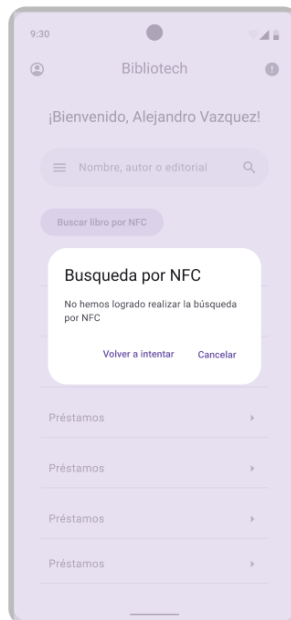 9:30
Bibliotech
¡Bienvenido, Alejandro Vazquez!
Nombre, autor o editorial
Buscar libro por NFC
Busqueda por NFC
No hemos logrado realizar la búsqueda
por NFC
Volver a intentar Cancelar
Préstamos
Préstamos
Préstamos
Préstamos